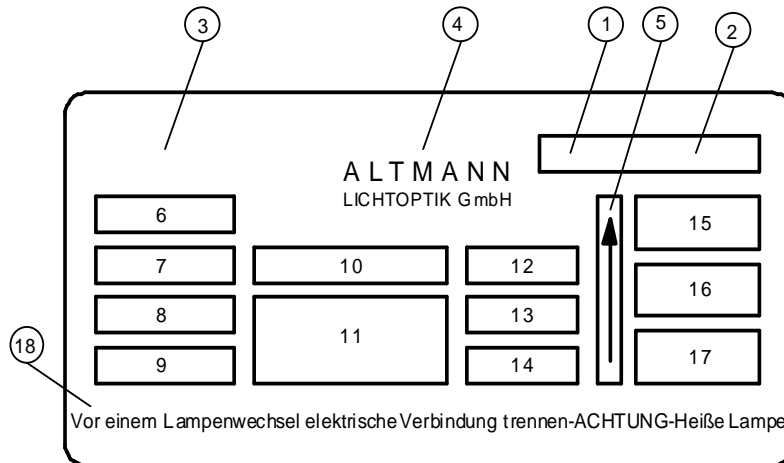 3 4 1 5 2
ALTMANN
LICHTOPTIK GmbH
6 15
7 10 12
16
8 11 13
9 14 17
18
Vor einem Lampenwechsel elektrische Verbindung trennen-ACHTUNG-Heiße Lampe